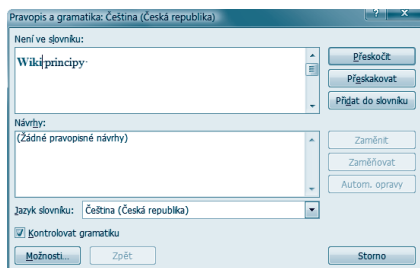 Pravopis a gramatika: Čeština (Česká republika)
? X
Není ve slovníku:
Wikiprincipy·
Přeskočit
Přeskakovat
Přidat do slovníku
Návrhy:
(Žádné pravopisné návrhy)
Zaměnit
Zaměňovat
Autom. opravy
Jazyk slovníku: Čeština (Česká republika)
Kontrolovat gramatiku
Možnosti... Zpět Storno